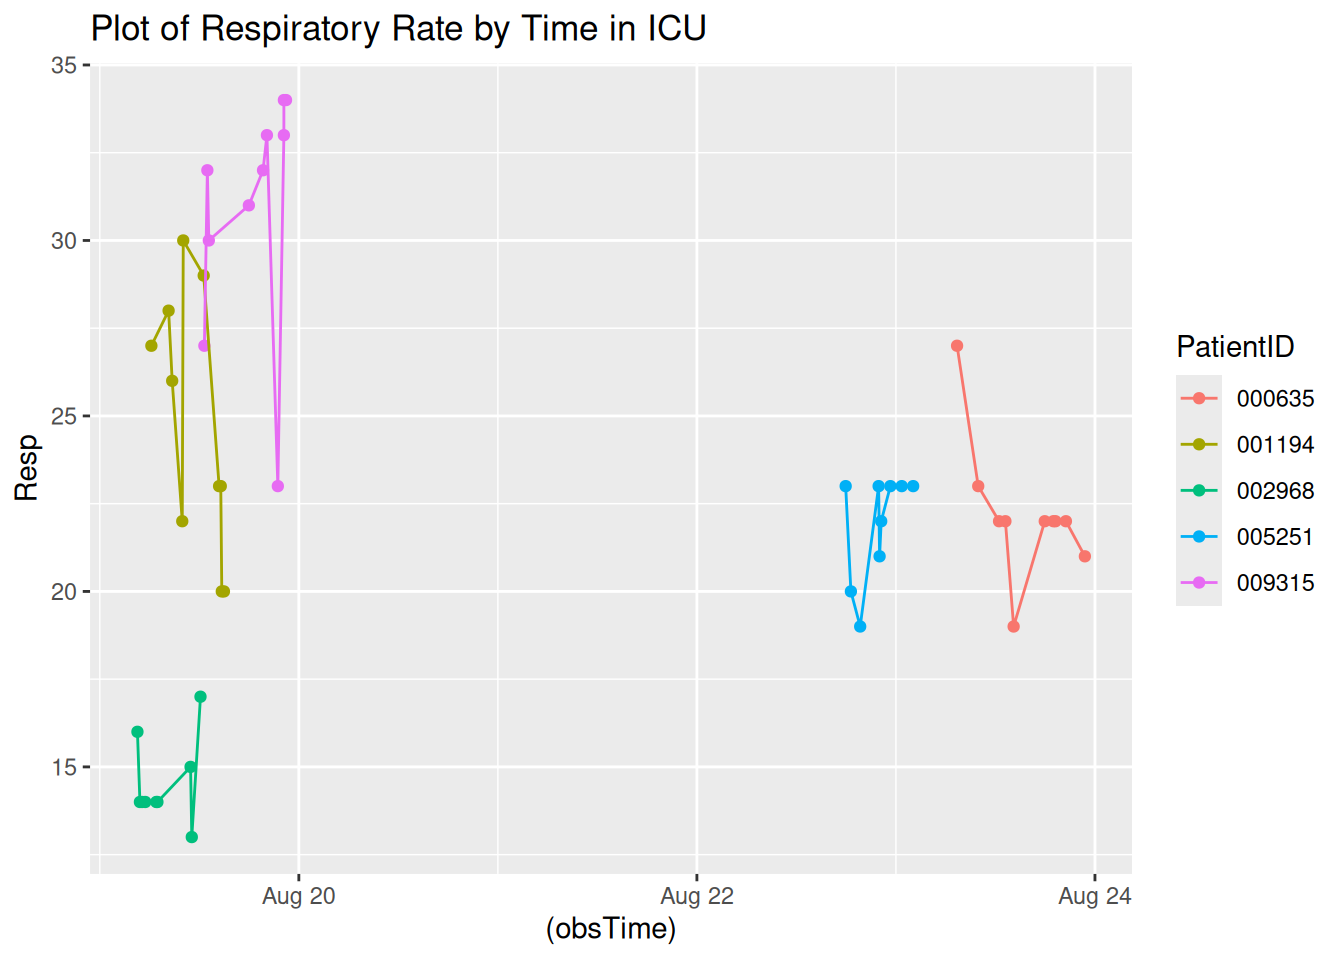 Plot of Respiratory Rate by Time in ICU
35
30
25
20
15
Resp
Aug 20
Aug 22
Aug 24
(obsTime)
PatientID
000635
001194
002968
005251
009315